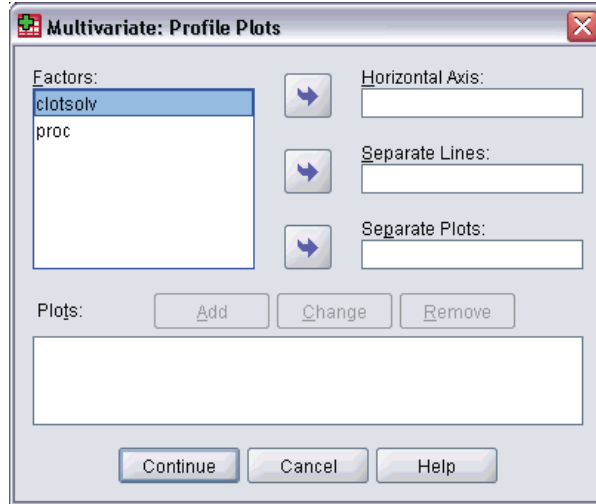 Multivariate: Profile Plots
Factors:
clotsolv
proc
Horizontal Axis:
Separate Lines:
Separate Plots:
Plots:
Add
Change
Remove
Continue
Cancel
Help